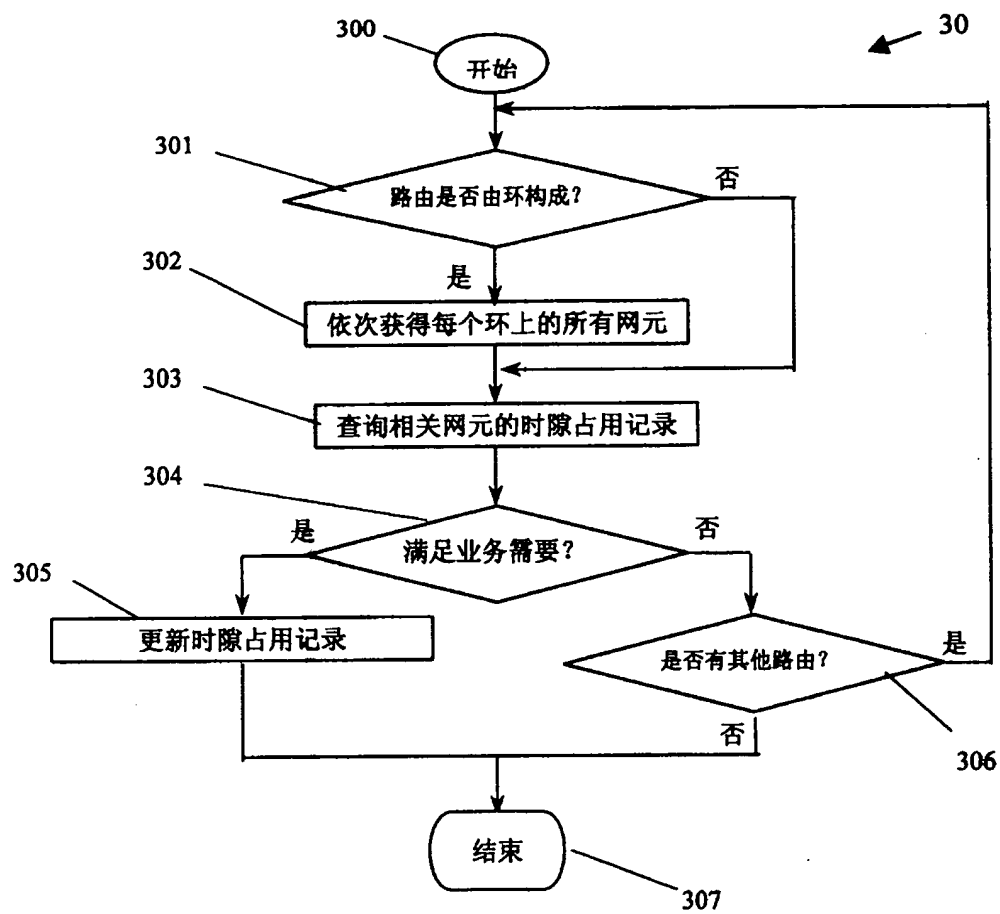 30
300
开始
301
路由是否由环构成?
否
是
302
依次获得每个环上的所有网元
303
查询相关网元的时隙占用记录
304
是
满足业务需要?
否
305
更新时隙占用记录
是否有其他路由?
是
否
306
结束
307